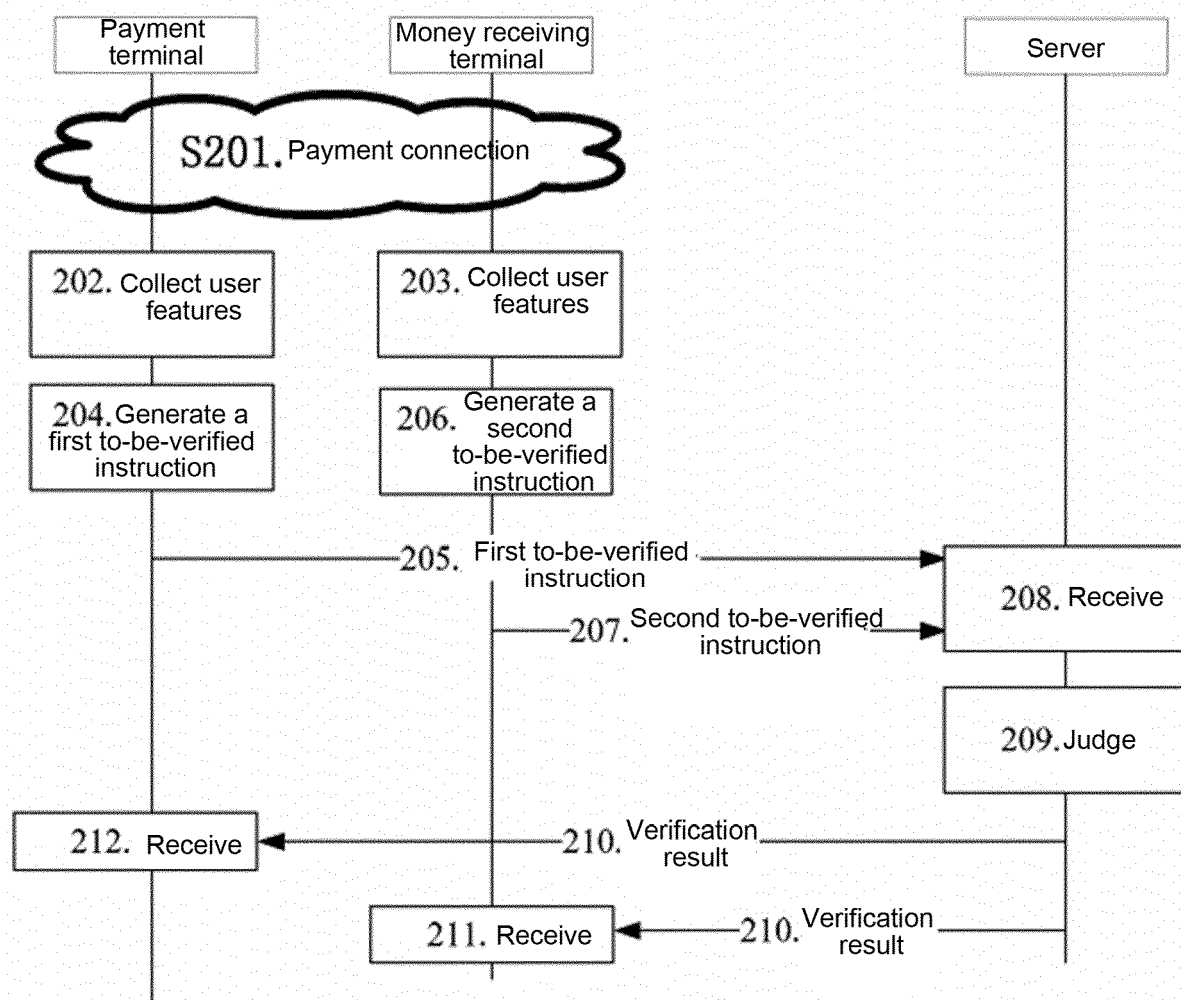 Payment
terminal
Money receiving
terminal
Server
S201. Payment connection
202. Collect user
features
203. Collect user
features
204. Generate a
first to-be-verified
instruction
206. Generate a
second
to-be-verified
instruction
205. First to-be-verified
instruction
208. Receive
207. Second to-be-verified
instruction
209. Judge
212. Receive
210. Verification
result
211. Receive
210. Verification
result